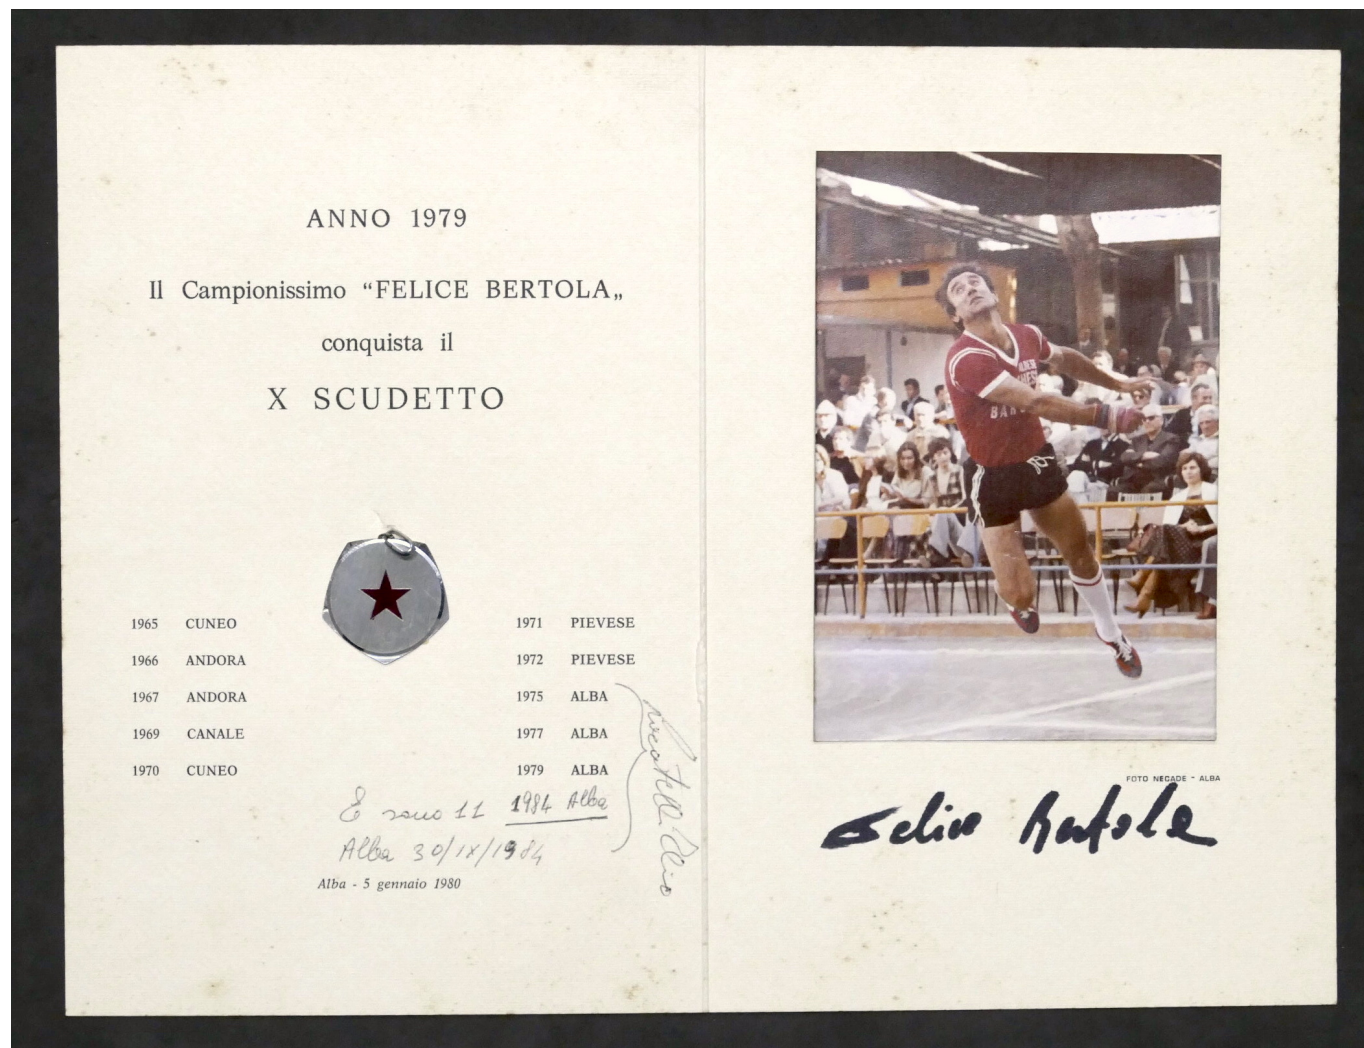 ANNO 1979
Il Campionissimo “FELICE BERTOLA„
conquista il
X SCUDETTO
1965 CUNEO
1966 ANDORA
1967 ANDORA
1969 CANALE
1970 CUNEO
1971 PIEVESE
1972 PIEVESE
1975 ALBA
1977 ALBA
1979 ALBA
E sono 11 1984 Alba
Alba 30/IX/1984
Alba - 5 gennaio 1980
FOTO NECADE - ALBA
Felice Bertola